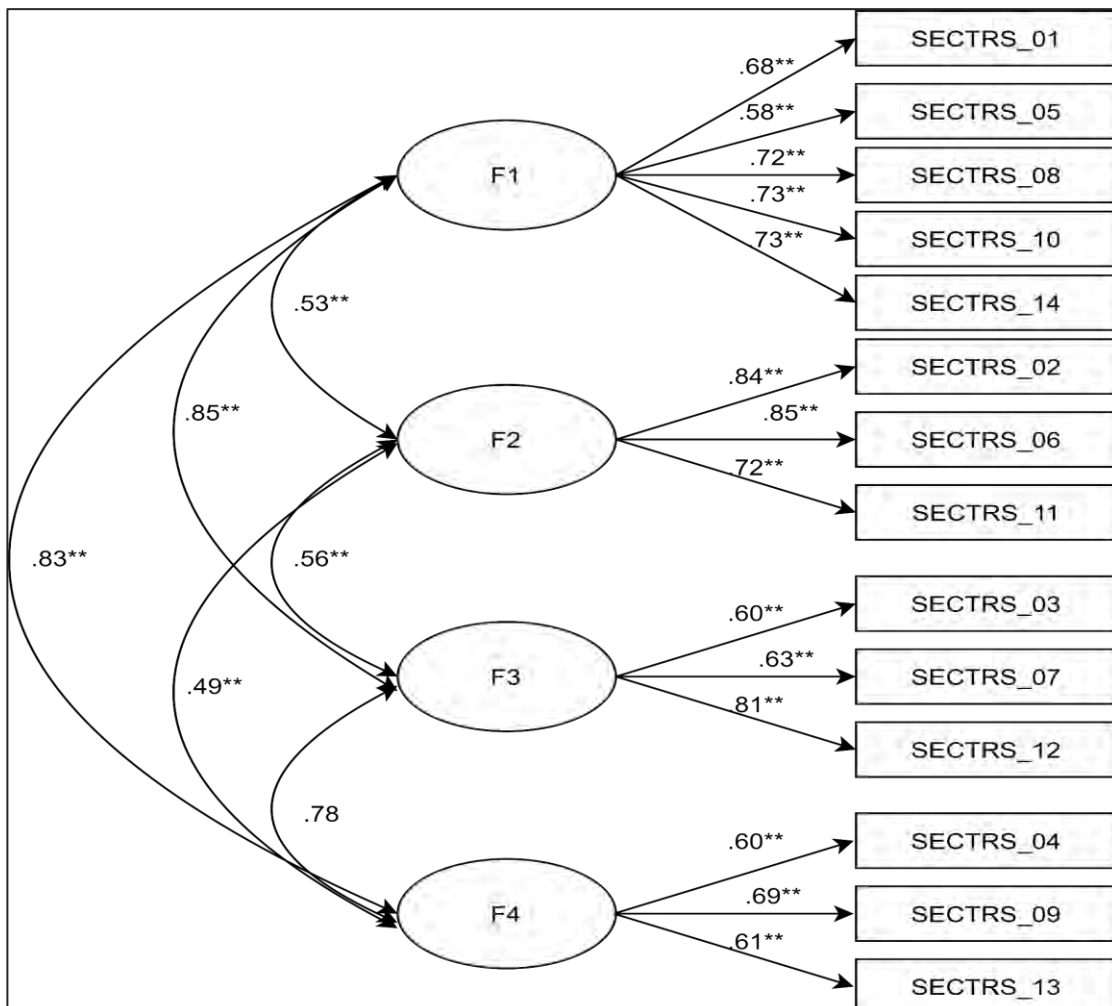 SECTRS_01
.68**
SECTRS_05
.58**
F1
.72**
SECTRS_08
.73**
SECTRS_10
.73**
SECTRS_14
.53**
SECTRS_02
.84**
.85**
.85**
F2
SECTRS_06
.72**
SECTRS_11
.83**
.56**
SECTRS_03
.60**
.49**
F3
.63**
SECTRS_07
.81**
SECTRS_12
.78
SECTRS_04
.60**
F4
.69**
SECTRS_09
.61**
SECTRS_13